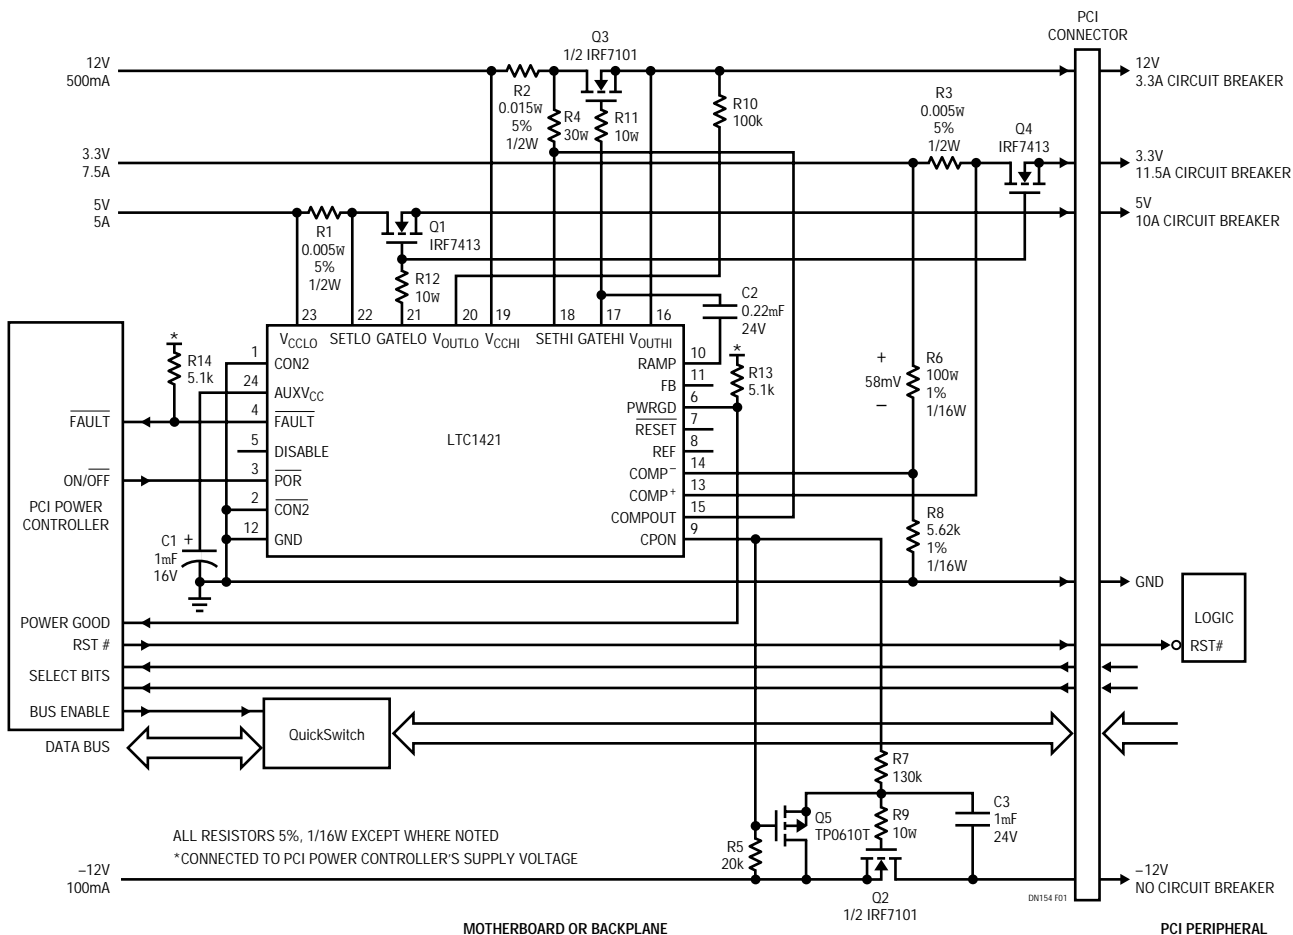 PCI
CONNECTOR
Q3
1/2 IRF7101
12V
500mA
12V
3.3A CIRCUIT BREAKER
R2
0.015w
5%
1/2W
R4
30w
R11
10w
R10
100k
R3
0.005w
5%
1/2W
Q4
IRF7413
3.3V
7.5A
3.3V
11.5A CIRCUIT BREAKER
5V
5A
5V
10A CIRCUIT BREAKER
R1
0.005w
5%
1/2W
Q1
IRF7413
R12
10w
C2
0.22mF
24V
23
22
21
20
19
18
17
16
VCCLO
SETLO
GATELO
VOUTLO
VCCHI
SETHI
GATEHI
VOUTHI
*
R14
5.1k
*
R13
5.1k
1
CON2
24
AUXVCC
4
FAULT
5
DISABLE
3
POR
2
CON2
12
GND
LTC1421
RAMP
10
FB
11
PWRGD
6
RESET
7
REF
8
COMP–
14
COMP+
13
COMPOUT
15
CPON
9
+
58mV
–
R6
100w
1%
1/16W
R8
5.62k
1%
1/16W
FAULT
ON/OFF
PCI POWER
CONTROLLER
C1
+
1mF
16V
GND
POWER GOOD
RST #
SELECT BITS
BUS ENABLE
DATA BUS
QuickSwitch
LOGIC
RST#
R7
130k
Q5
TP0610T
R9
10w
C3
1mF
24V
R5
20k
ALL RESISTORS 5%, 1/16W EXCEPT WHERE NOTED
*CONNECTED TO PCI POWER CONTROLLER'S SUPPLY VOLTAGE
–12V
100mA
–12V
NO CIRCUIT BREAKER
Q2
1/2 IRF7101
DN154 F01
MOTHERBOARD OR BACKPLANE
PCI PERIPHERAL